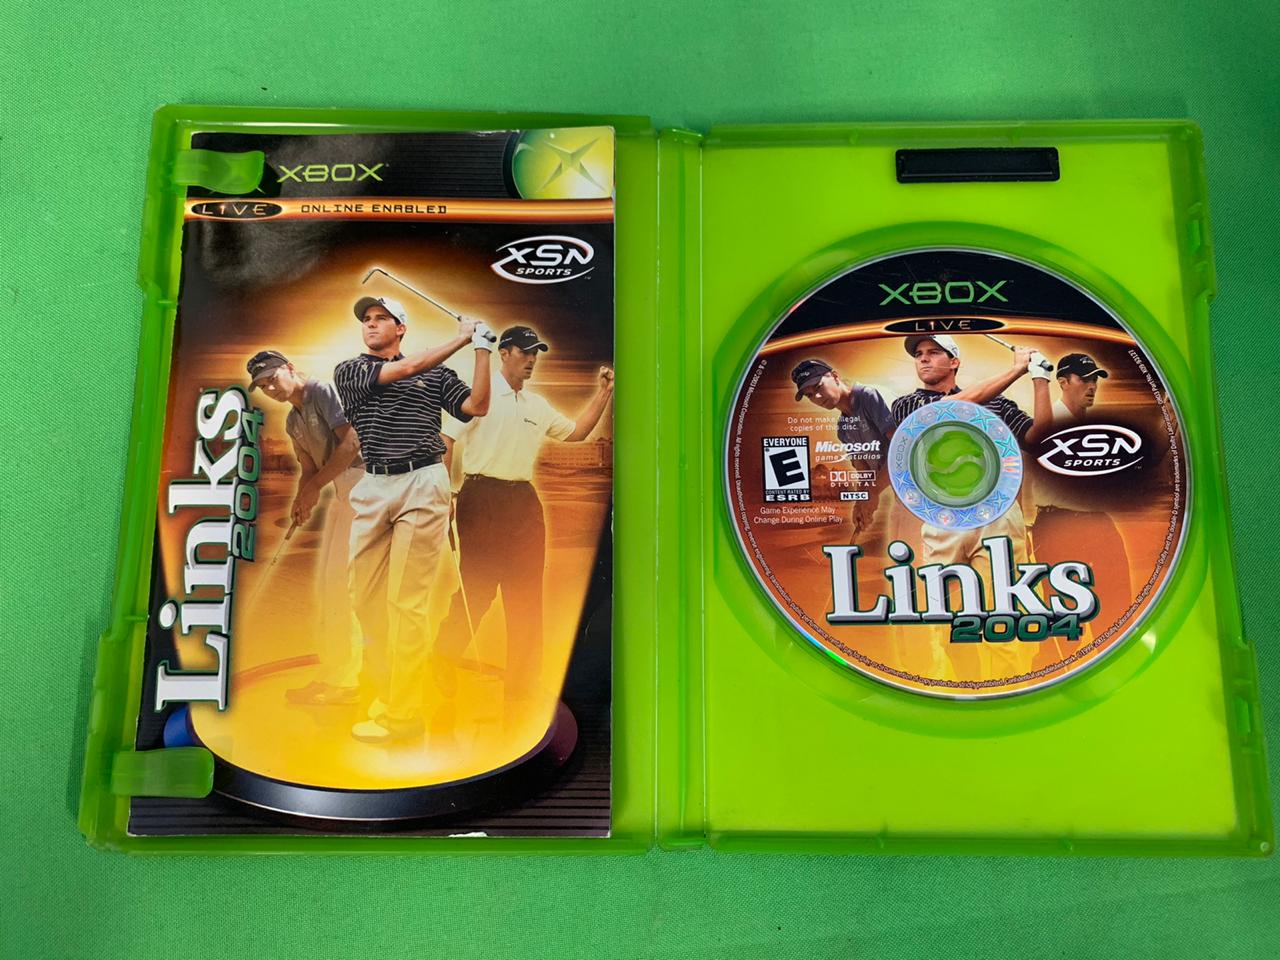 XBOX
LIVE ONLINE ENABLED
XSN
SPORTS
Links
2004
XBOX
LIVE
Do not make illegal
copies of this disc.
EVERYONE
E
CONTENT RATED BY
ESRB
Microsoft
game studios
DOLBY
DIGITAL
NTSC
Game Experience May
Change During Online Play
XSN
SPORTS
Links
2004
XBOX